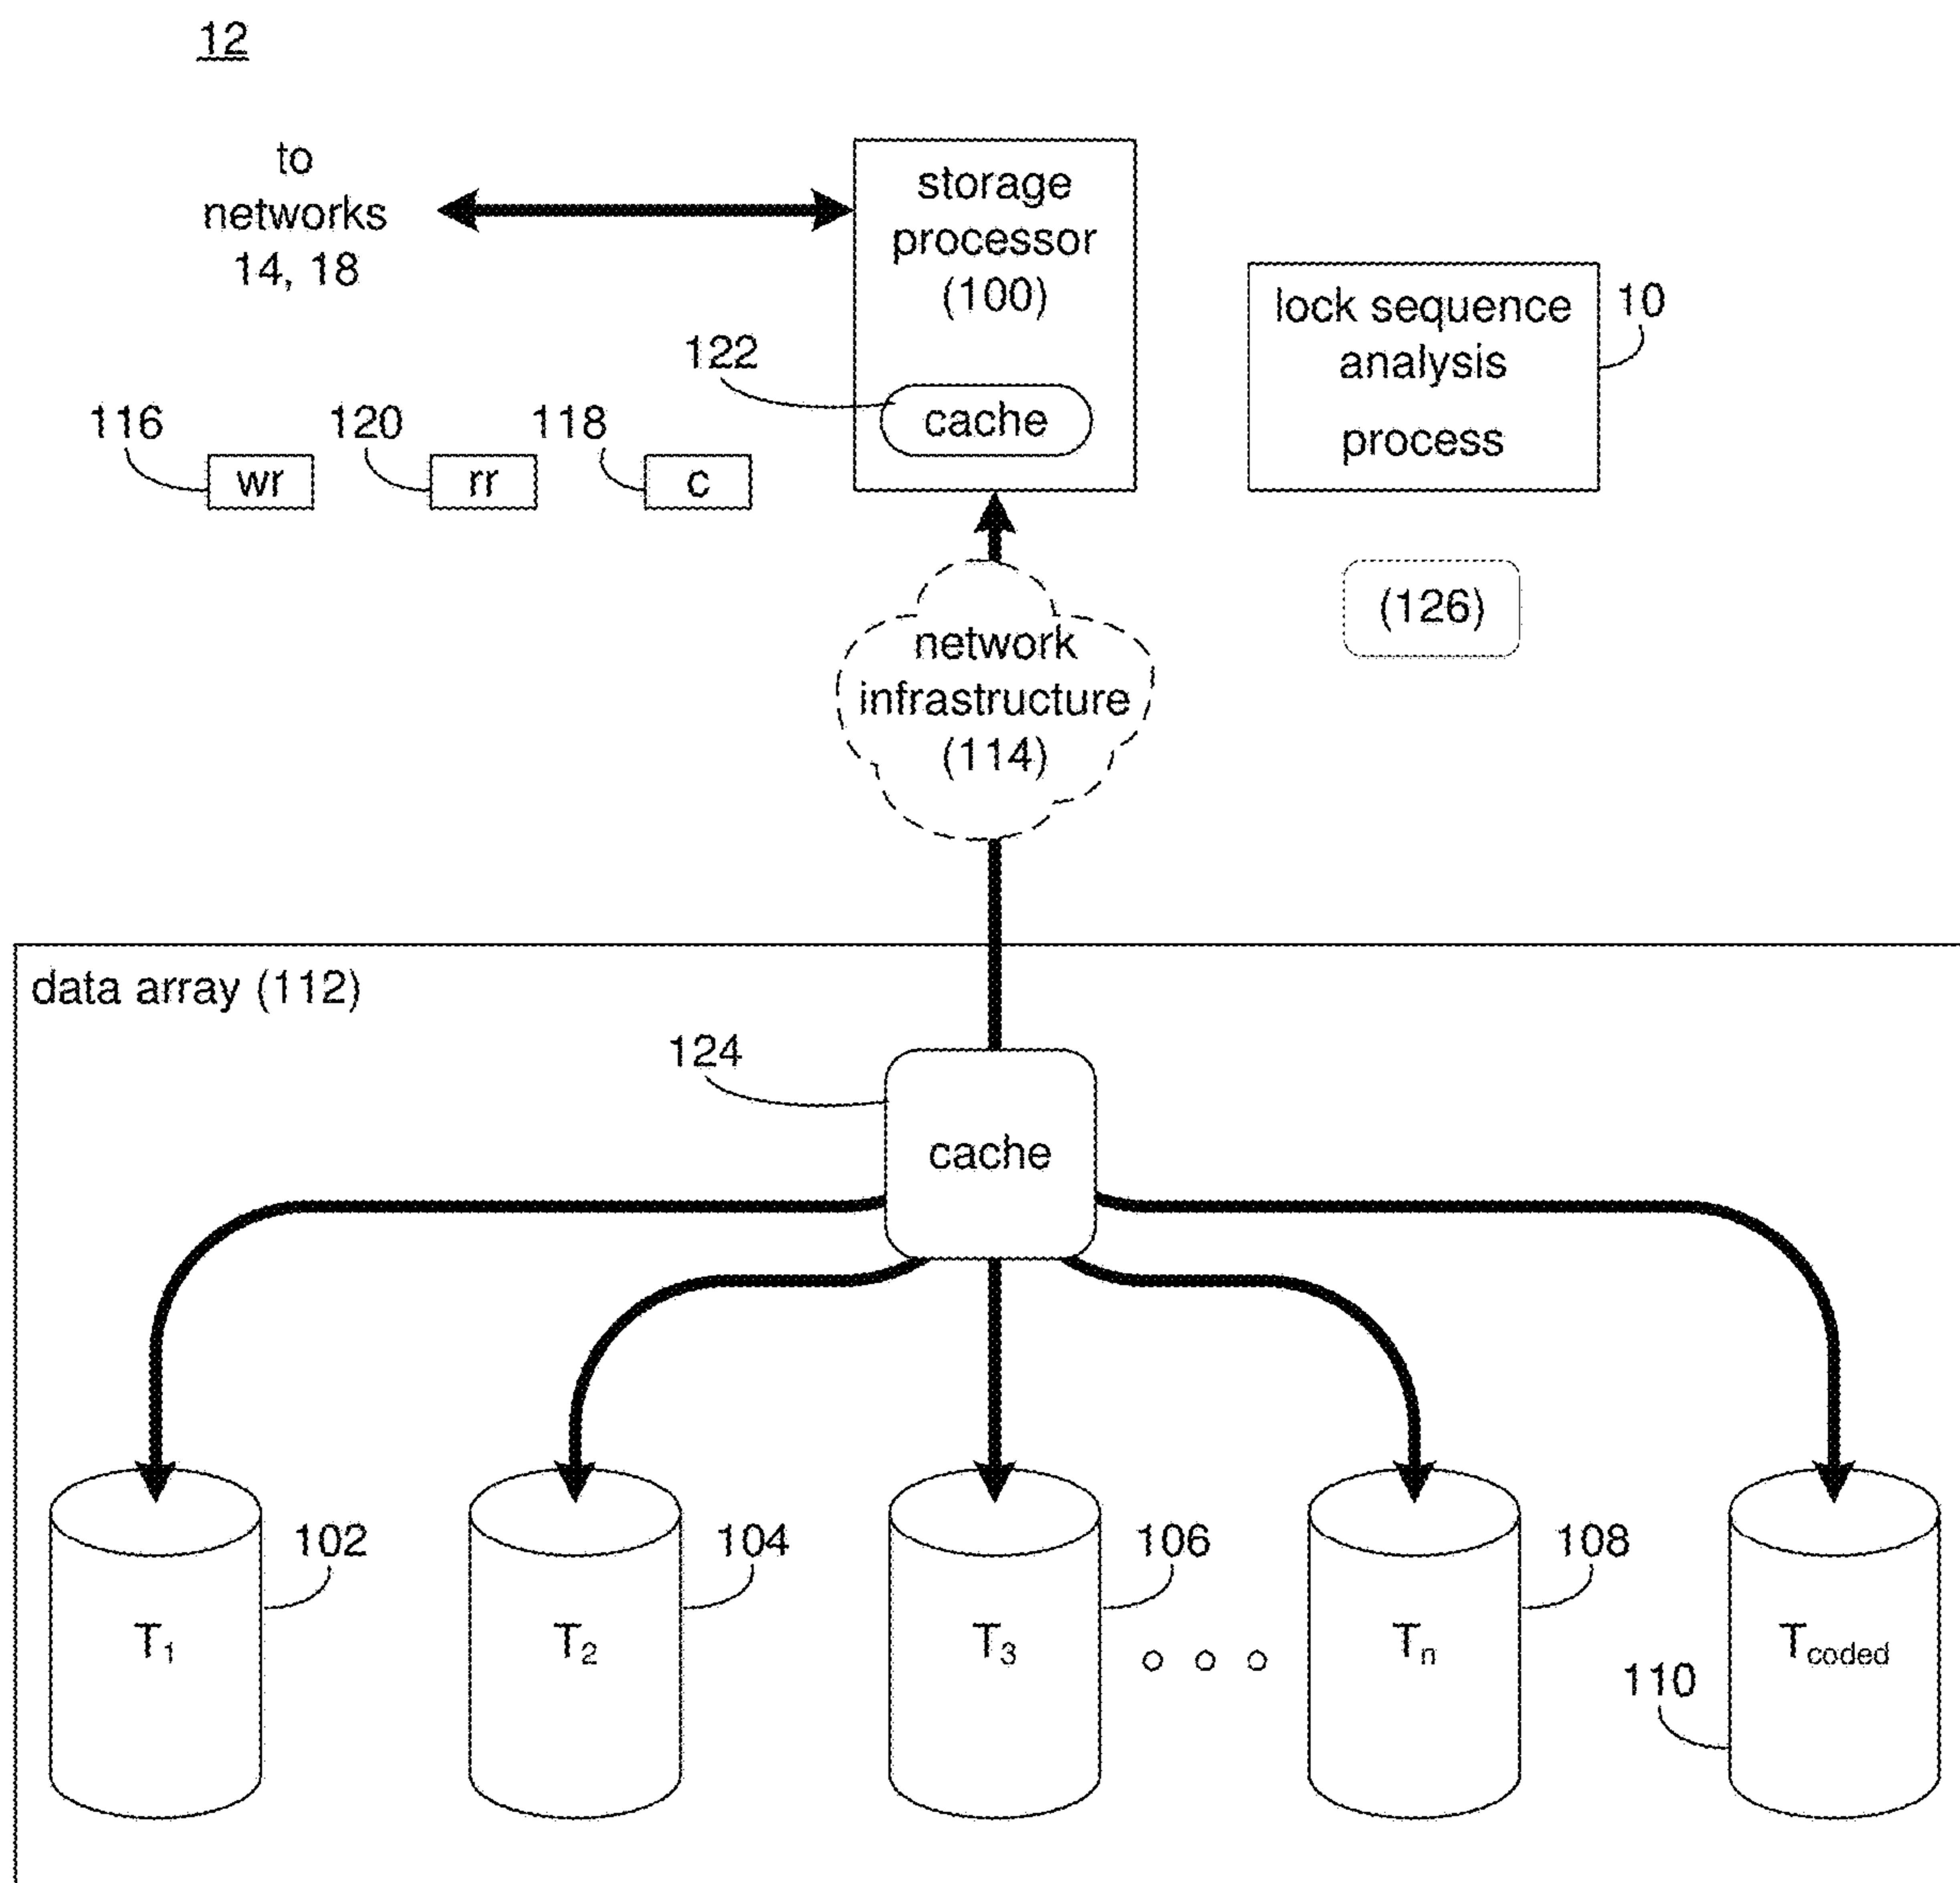 12
to
networks
14, 18
storage
processor
(100)
122
cache
lock sequence
analysis
process
10
116
wr
120
rr
118
c
(126)
network
infrastructure
(114)
data array (112)
124
cache
102
T₁
104
T₂
106
T₃
108
Tₙ
110
Tcoded